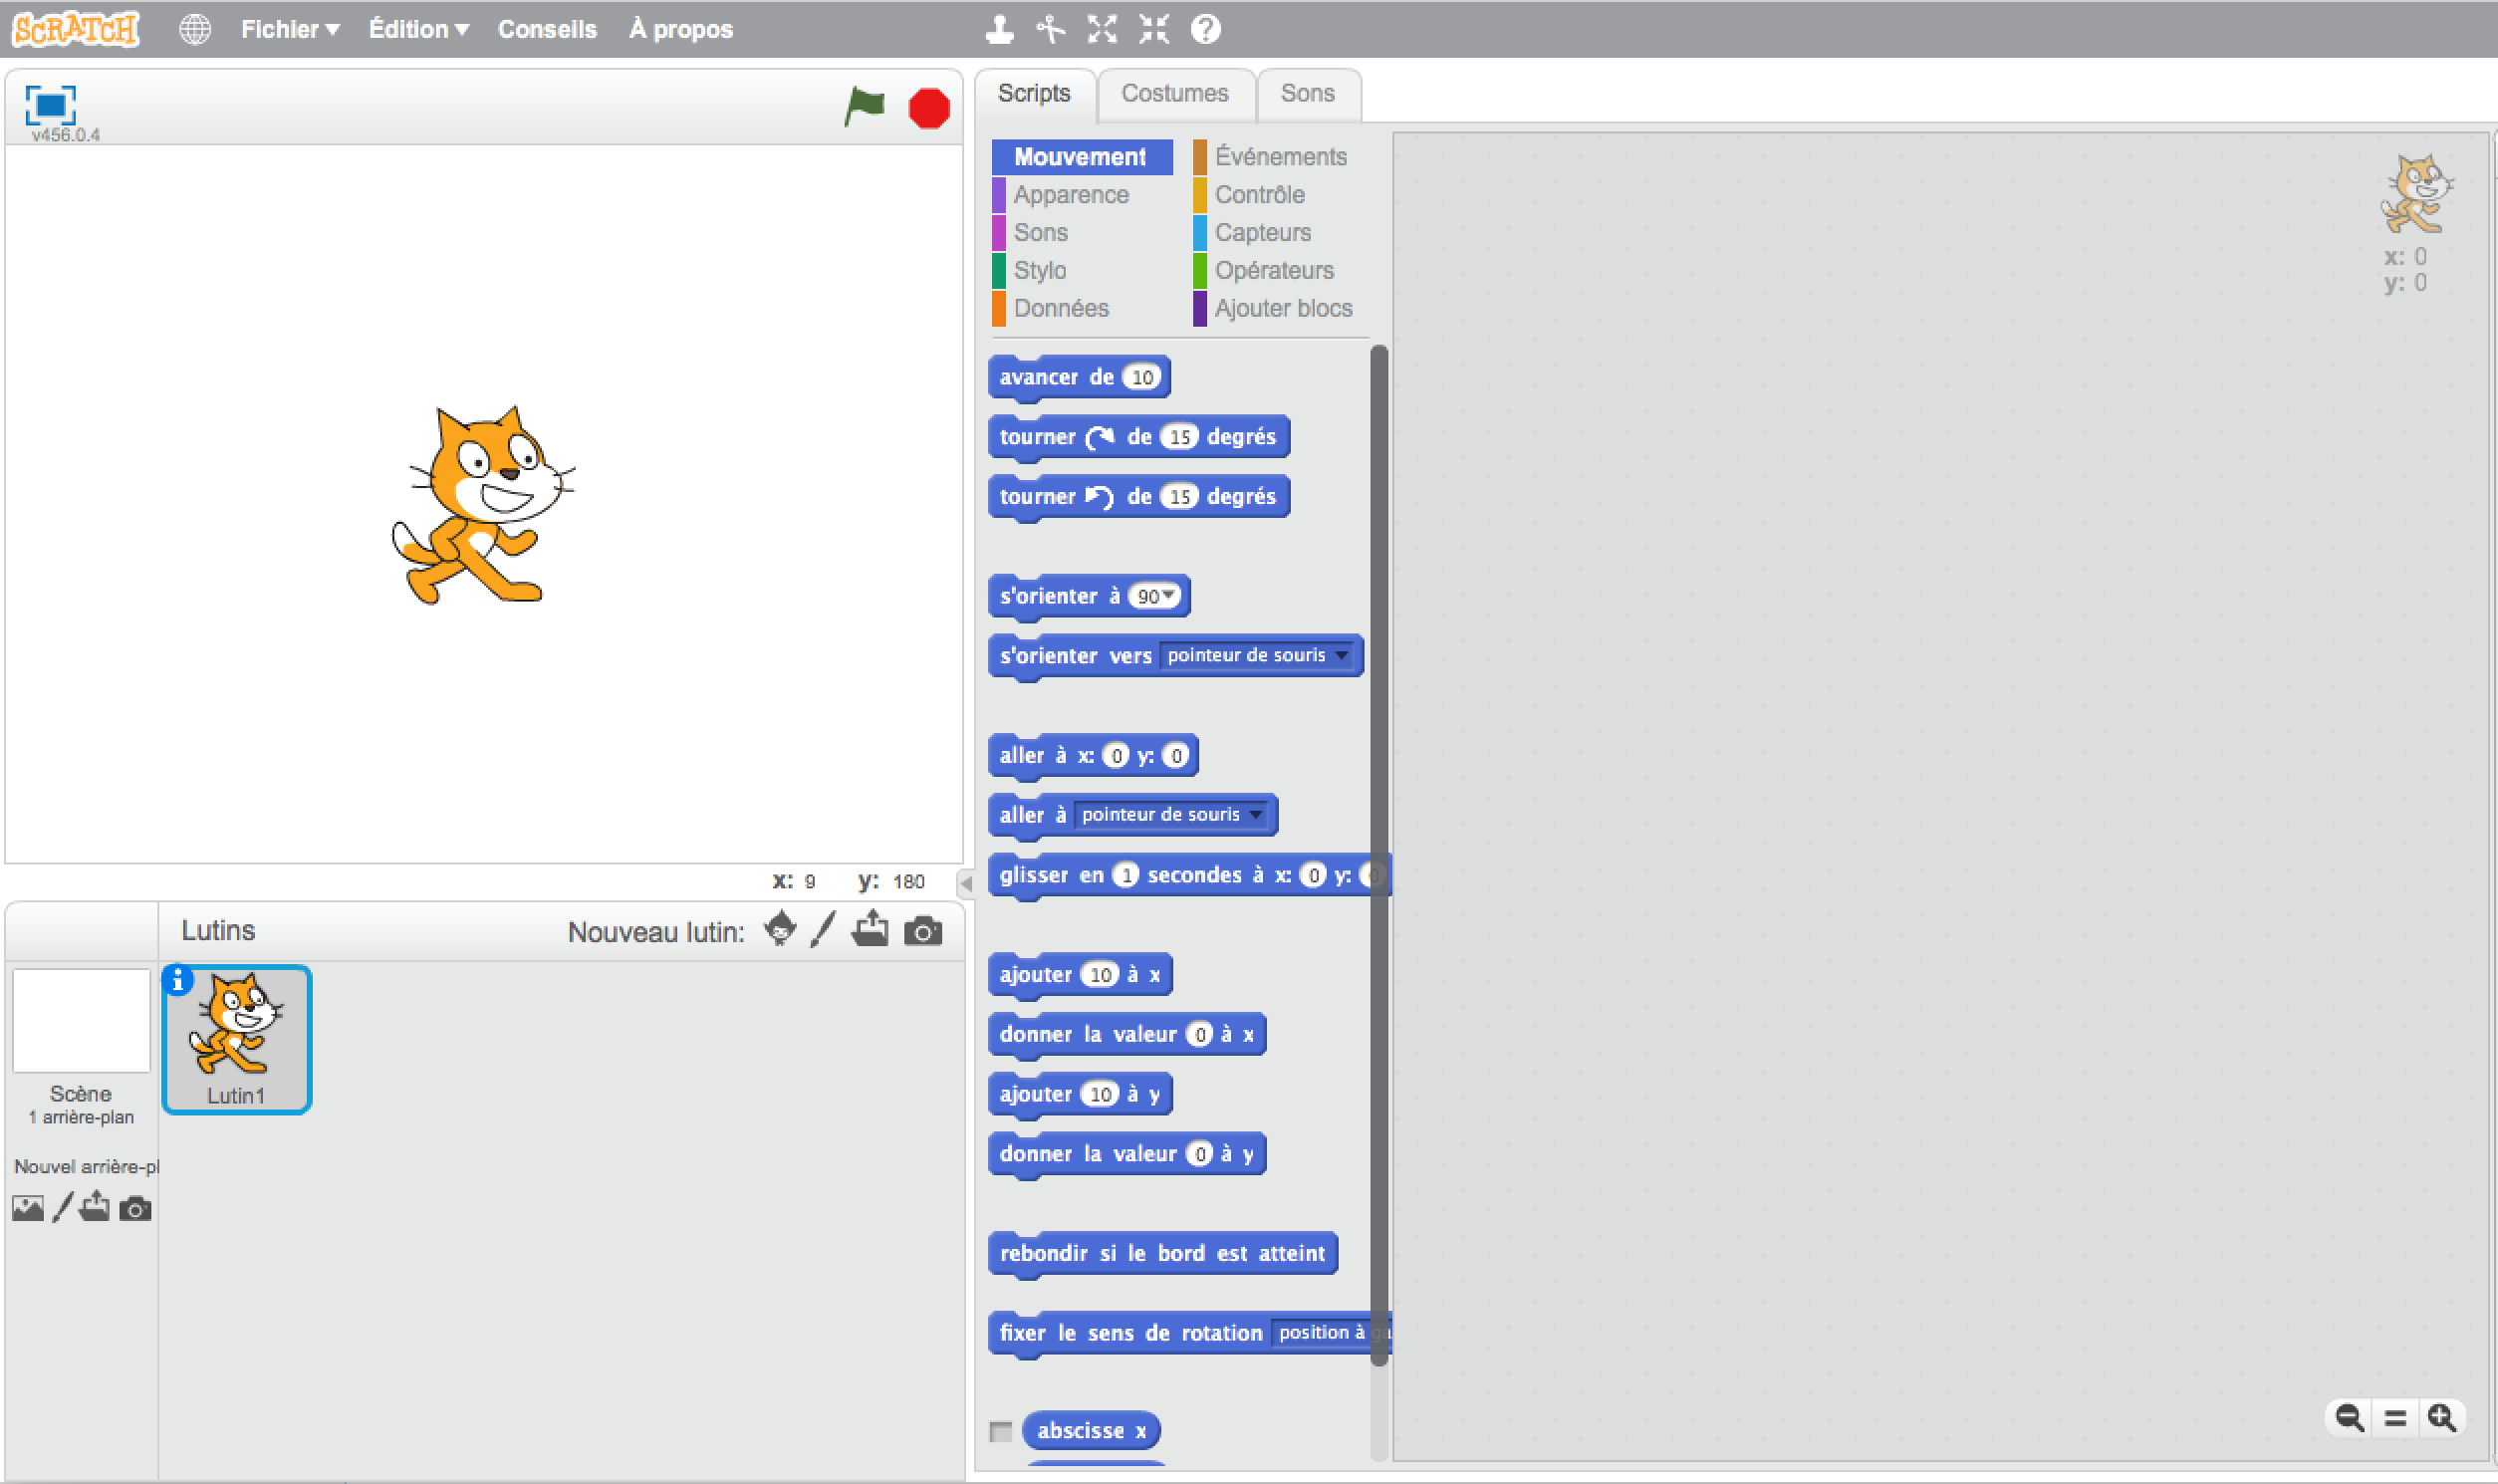 SCRATCH Fichier Édition Conseils À propos
v456.0.4
x: 9 y: 180
Lutins Nouveau lutin:
Scène
1 arrière-plan
Nouvel arrière-pl
Lutin1
Scripts Costumes Sons
Mouvement Événements
Apparence Contrôle
Sons Capteurs
Stylo Opérateurs
Données Ajouter blocs
avancer de 10
tourner de 15 degrés
tourner de 15 degrés
s'orienter à 90
s'orienter vers pointeur de souris
aller à x: 0 y: 0
aller à pointeur de souris
glisser en 1 secondes à x: 0 y: 0
ajouter 10 à x
donner la valeur 0 à x
ajouter 10 à y
donner la valeur 0 à y
rebondir si le bord est atteint
fixer le sens de rotation position à ga
abscisse x
x: 0
y: 0